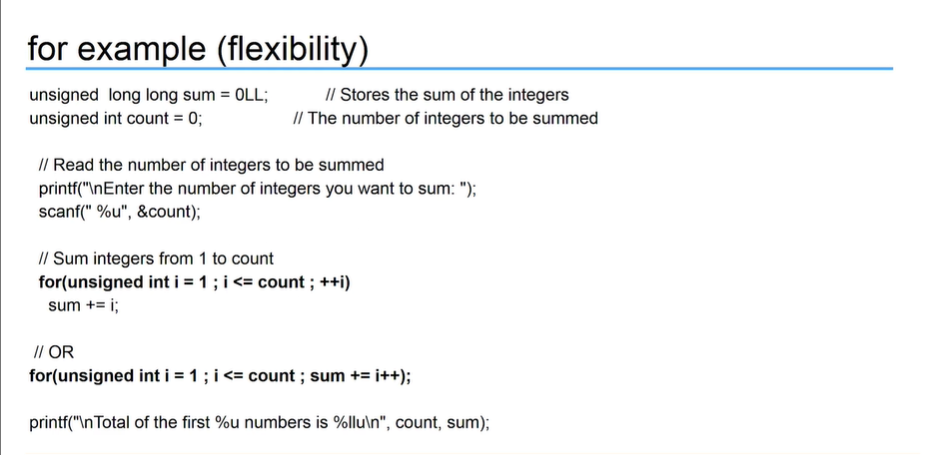 for example (flexibility)
unsigned long long sum = 0LL; // Stores the sum of the integers
unsigned int count = 0; // The number of integers to be summed
// Read the number of integers to be summed
printf("\nEnter the number of integers you want to sum: ");
scanf(" %u", &count);
// Sum integers from 1 to count
for(unsigned int i = 1 ; i <= count ; ++i)
sum += i;
// OR
for(unsigned int i = 1 ; i <= count ; sum += i++);
printf("\nTotal of the first %u numbers is %llu\n", count, sum);